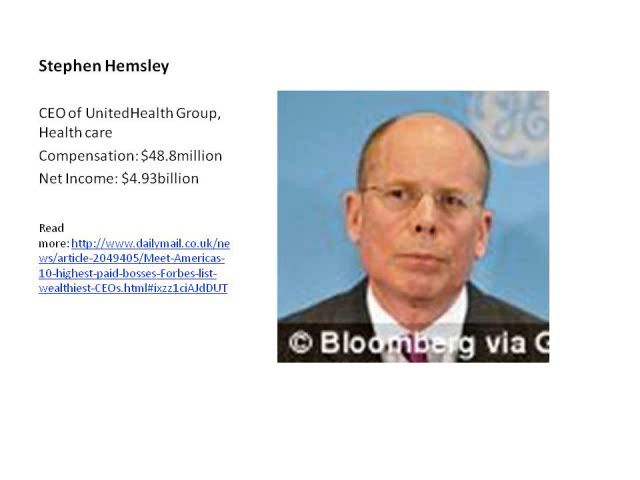 Stephen Hemsley
CEO of UnitedHealth Group,
Health care
Compensation: $48.8million
Net Income: $4.93billion
Read
more: http://www.dailymail.co.uk/ne
ws/article-2049405/Meet-Americas-
10-highest-paid-bosses-Forbes-list-
wealthiest-CEOs.html#ixzz1ciAJdDUT
© Bloomberg via G